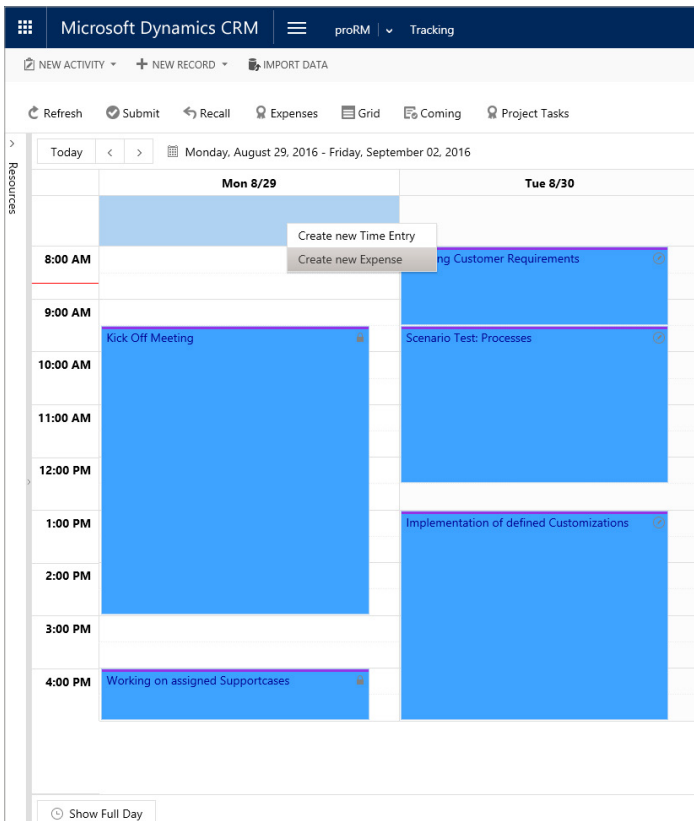 Microsoft Dynamics CRM proRM Tracking
NEW ACTIVITY NEW RECORD IMPORT DATA
Refresh Submit Recall Expenses Grid Coming Project Tasks
Resources
Today Monday, August 29, 2016 - Friday, September 02, 2016
Mon 8/29 Tue 8/30
Create new Time Entry
Create new Expense
8:00 AM ng Customer Requirements
9:00 AM
Kick Off Meeting Scenario Test: Processes
10:00 AM
11:00 AM
12:00 PM
1:00 PM Implementation of defined Customizations
2:00 PM
3:00 PM
4:00 PM Working on assigned Supportcases
Show Full Day